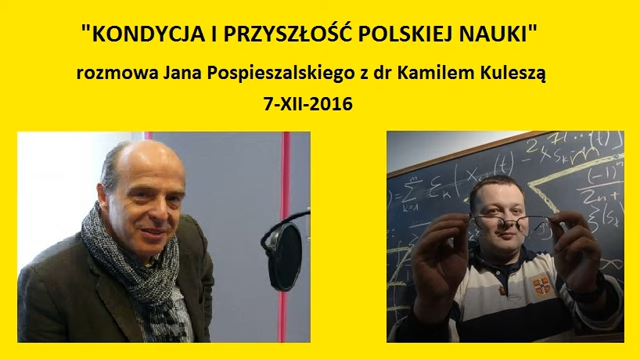 "KONDYCJA I PRZYSZŁOŚĆ POLSKIEJ NAUKI"
rozmowa Jana Pospieszalskiego z dr Kamilem Kuleszą
7-XII-2016